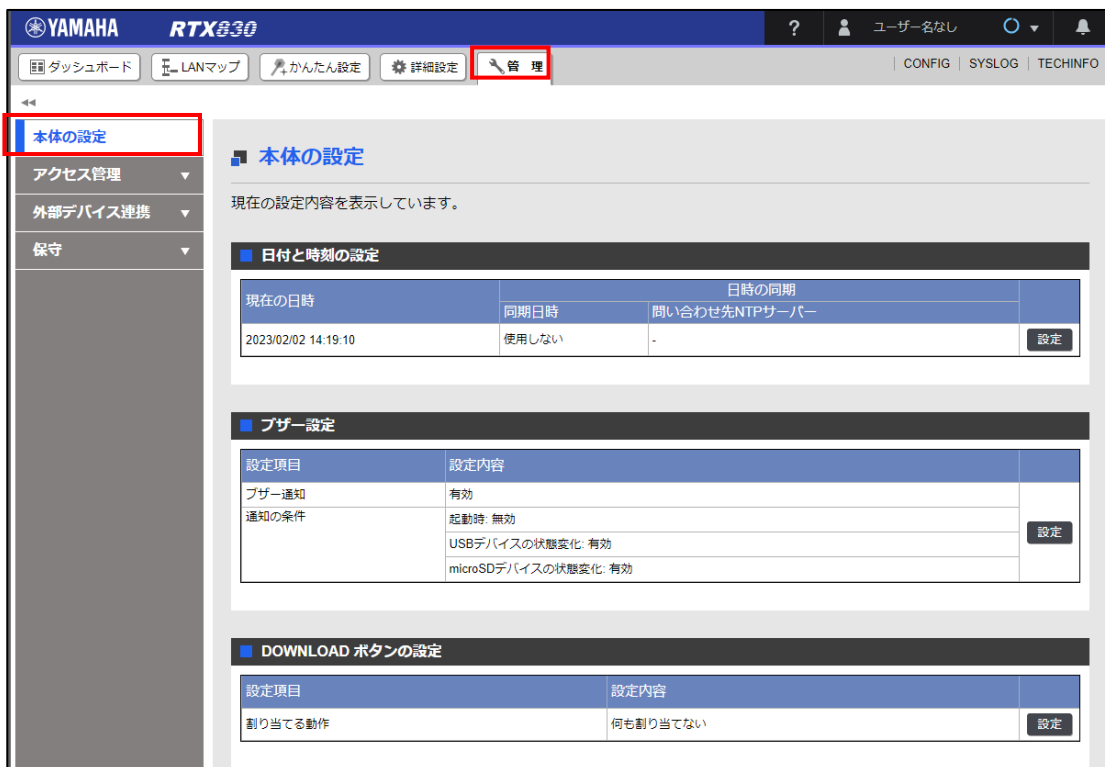 YAMAHA RTX830 ? ユーザー名なし
ダッシュボード LANマップ かんたん設定 詳細設定 管 理 CONFIG SYSLOG TECHINFO
本体の設定
アクセス管理
外部デバイス連携
保守
本体の設定
現在の設定内容を表示しています。
日付と時刻の設定
現在の日時 日時の同期
同期日時 問い合わせ先NTPサーバー
2023/02/02 14:19:10 使用しない - 設定
ブザー設定
設定項目 設定内容
ブザー通知 有効
通知の条件 起動時: 無効
USBデバイスの状態変化: 有効
microSDデバイスの状態変化: 有効
設定
DOWNLOAD ボタンの設定
設定項目 設定内容
割り当てる動作 何も割り当てない 設定